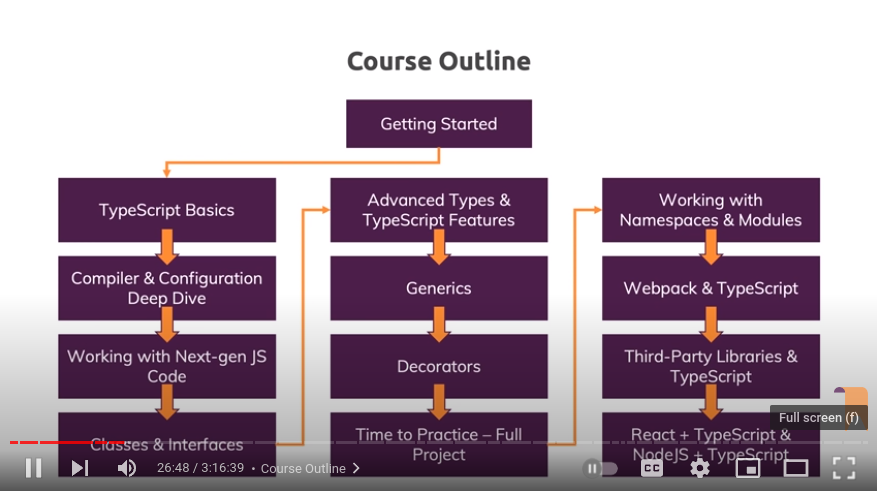 Course Outline
Getting Started
TypeScript Basics
Compiler & Configuration
Deep Dive
Working with Next-gen JS
Code
Classes & Interfaces
Advanced Types &
TypeScript Features
Generics
Decorators
Time to Practice – Full
Project
Working with
Namespaces & Modules
Webpack & TypeScript
Third-Party Libraries &
TypeScript
React + TypeScript &
NodeJS + TypeScript
Full screen (f)
26:48 / 3:16:39 • Course Outline
CC